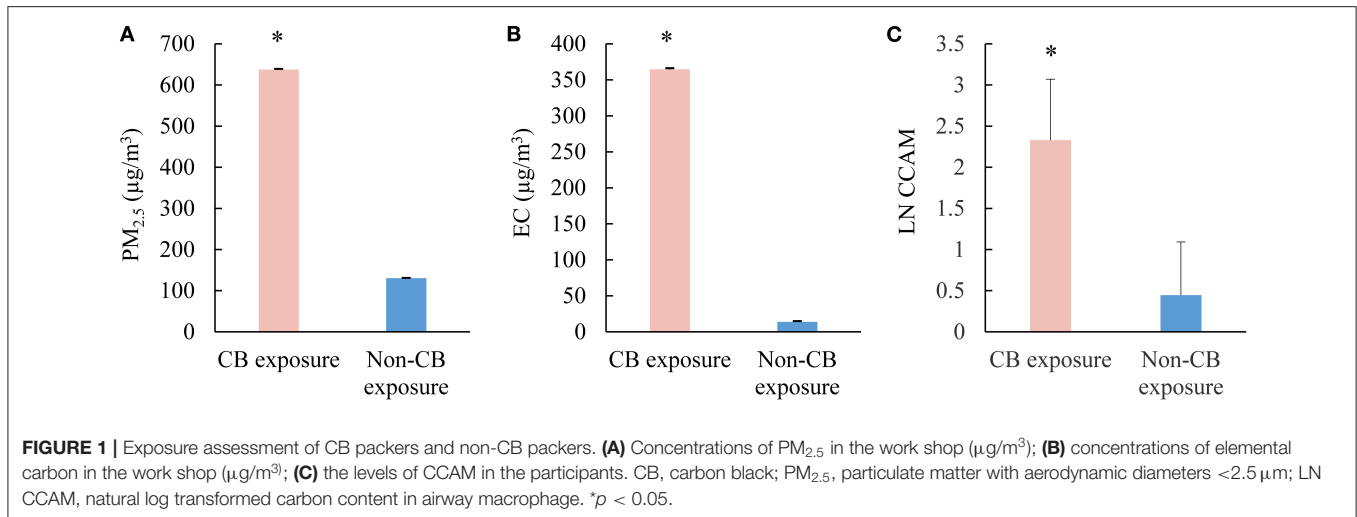 A
PM2.5 (μg/m³)
700
600
500
400
300
200
100
0
*
CB exposure
Non-CB
exposure
B
EC (μg/m³)
400
350
300
250
200
150
100
50
0
*
CB exposure
Non-CB
exposure
C
LN CCAM
3.5
3
2.5
2
1.5
1
0.5
0
*
CB exposure
Non-CB
exposure
FIGURE 1 | Exposure assessment of CB packers and non-CB packers. (A) Concentrations of PM2.5 in the work shop (μg/m³); (B) concentrations of elemental
carbon in the work shop (μg/m³); (C) the levels of CCAM in the participants. CB, carbon black; PM2.5, particulate matter with aerodynamic diameters <2.5 μm; LN
CCAM, natural log transformed carbon content in airway macrophage. *p < 0.05.